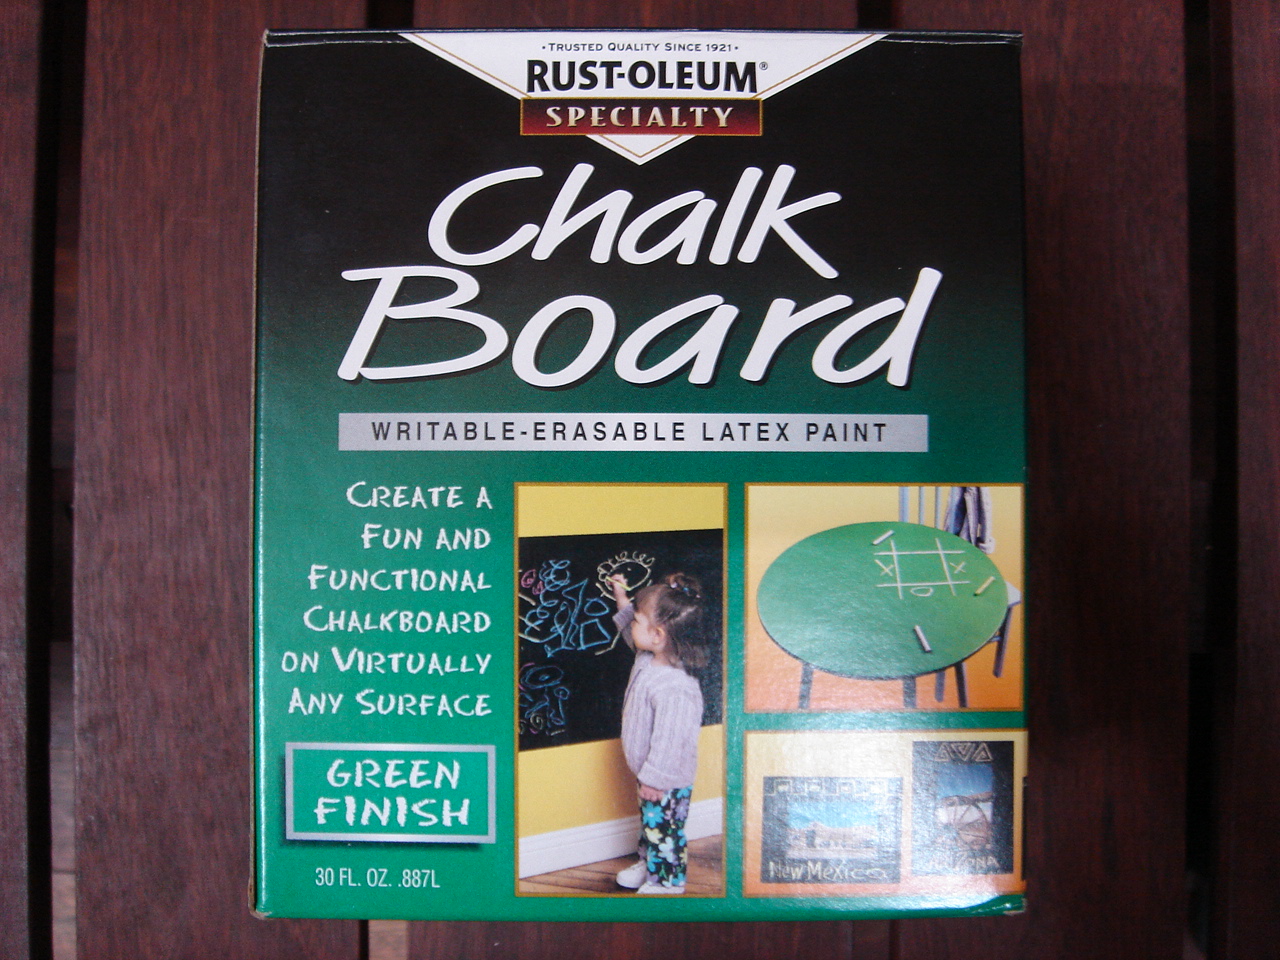 ·TRUSTED QUALITY SINCE 1921·
RUST-OLEUM®
SPECIALTY
Chalk
Board
WRITABLE-ERASABLE LATEX PAINT
CREATE A
FUN AND
FUNCTIONAL
CHALKBOARD
ON VIRTUALLY
ANY SURFACE
GREEN
FINISH
30 FL. OZ. .887L
New Mexico